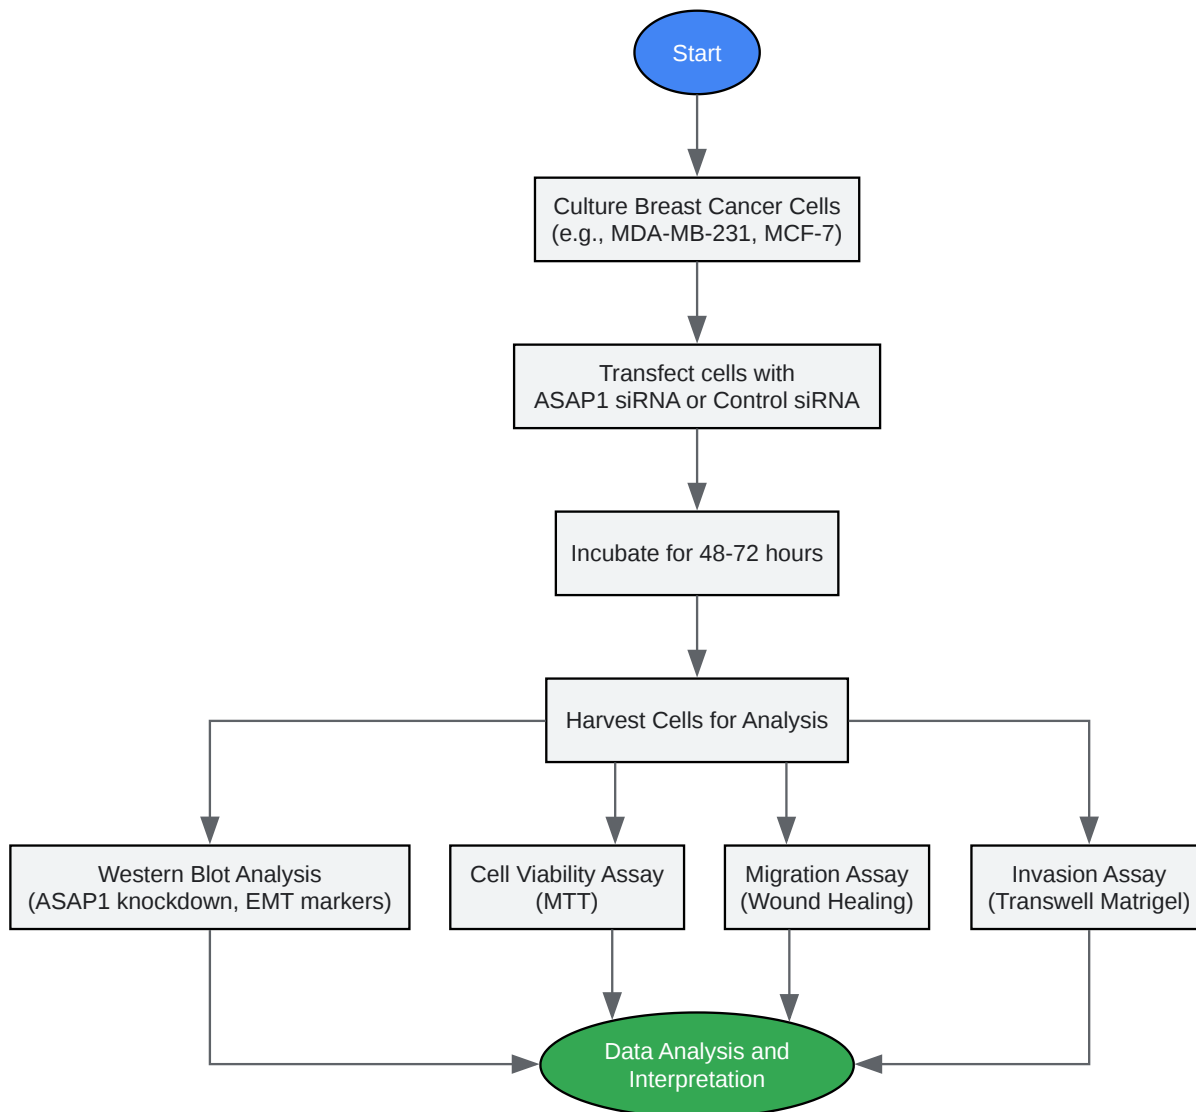 Start
Culture Breast Cancer Cells
(e.g., MDA-MB-231, MCF-7)
Transfect cells with
ASAP1 siRNA or Control siRNA
Incubate for 48-72 hours
Harvest Cells for Analysis
Western Blot Analysis
(ASAP1 knockdown, EMT markers)
Cell Viability Assay
(MTT)
Migration Assay
(Wound Healing)
Invasion Assay
(Transwell Matrigel)
Data Analysis and
Interpretation